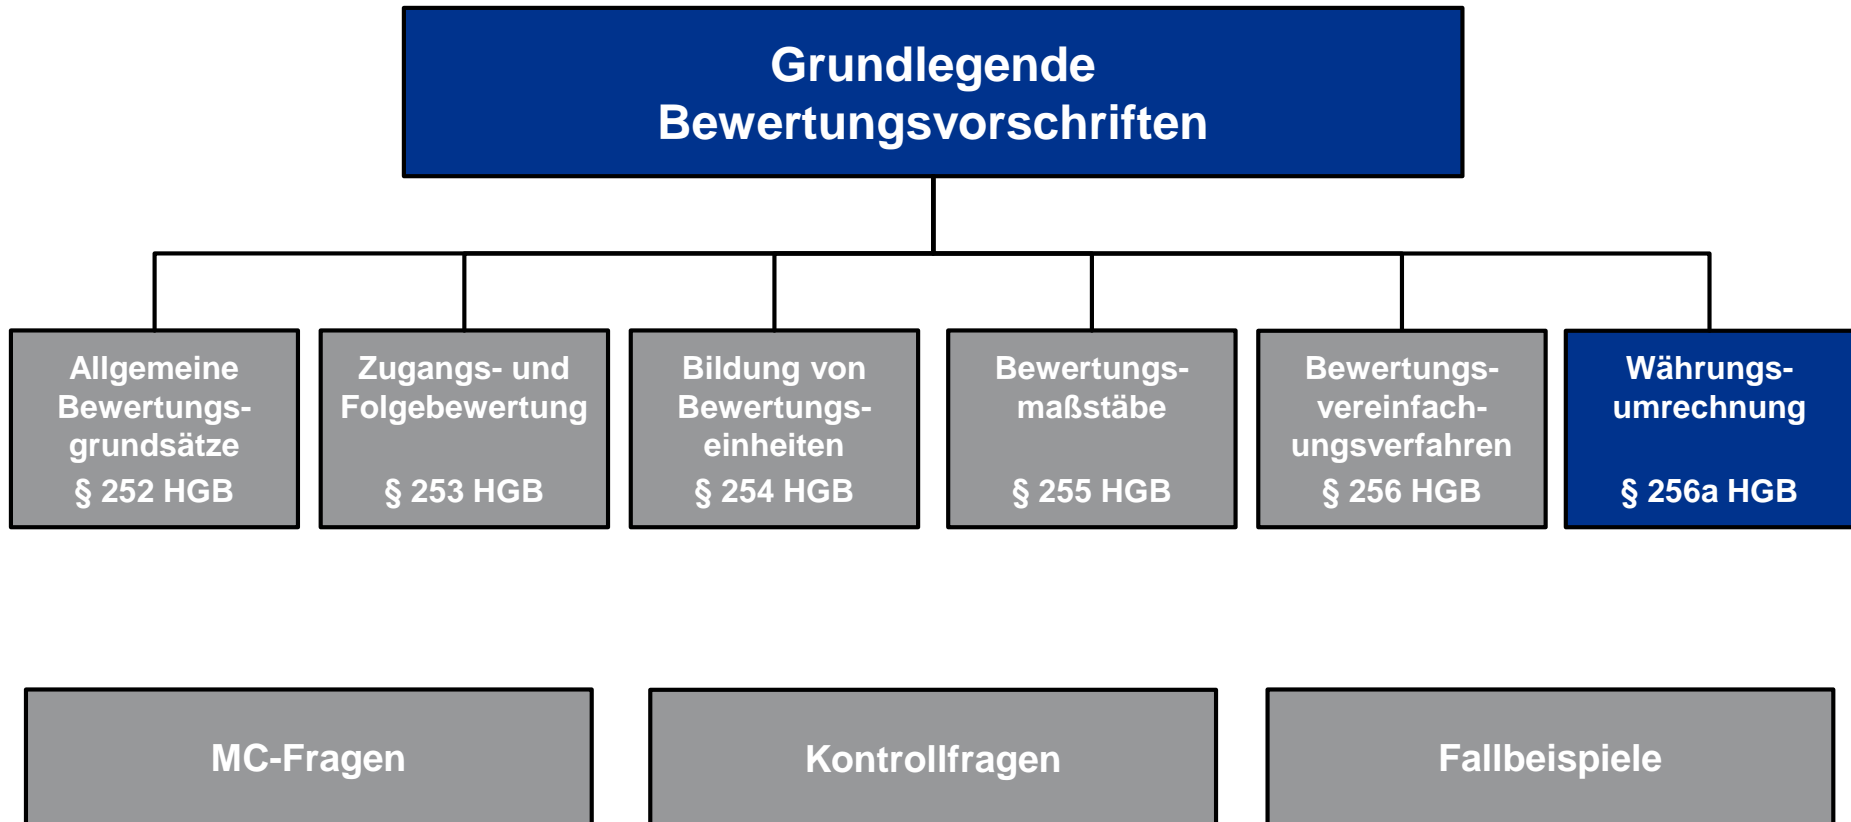 Grundlegende
Bewertungsvorschriften
Allgemeine
Bewertungs-
grundsätze
§ 252 HGB
Zugangs- und
Folgebewertung
§ 253 HGB
Bildung von
Bewertungs-
einheiten
§ 254 HGB
Bewertungs-
maßstäbe
§ 255 HGB
Bewertungs-
vereinfach-
ungsverfahren
§ 256 HGB
Währungs-
umrechnung
§ 256a HGB
MC-Fragen
Kontrollfragen
Fallbeispiele